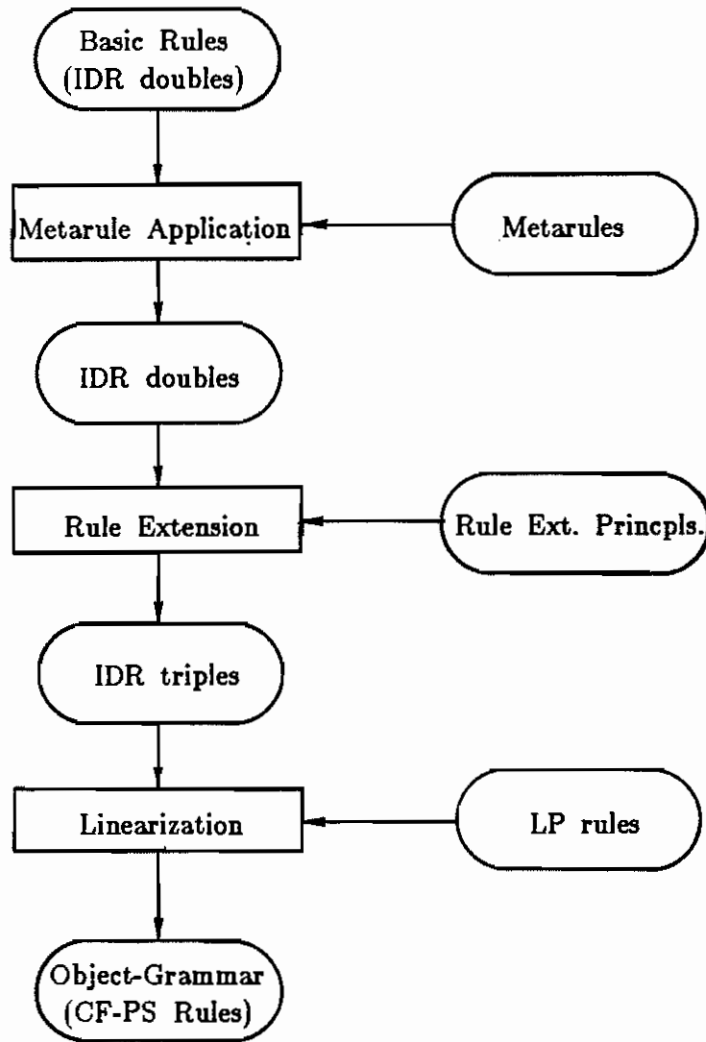 Basic Rules
(IDR doubles)
Metarule Application
Metarules
IDR doubles
Rule Extension
Rule Ext. Princpls.
IDR triples
Linearization
LP rules
Object-Grammar
(CF-PS Rules)